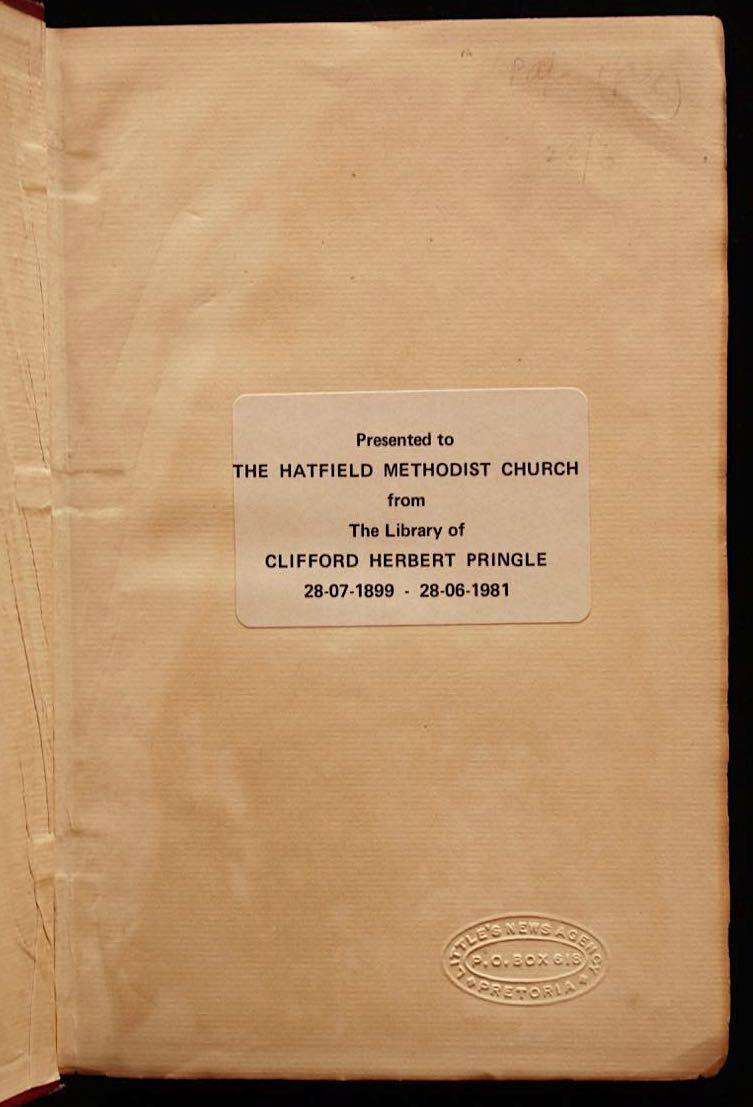 Presented to
THE HATFIELD METHODIST CHURCH
from
The Library of
CLIFFORD HERBERT PRINGLE
28-07-1899 - 28-06-1981
LITTLE'S NEWS AGENCY
P.O. BOX 618
PRETORIA